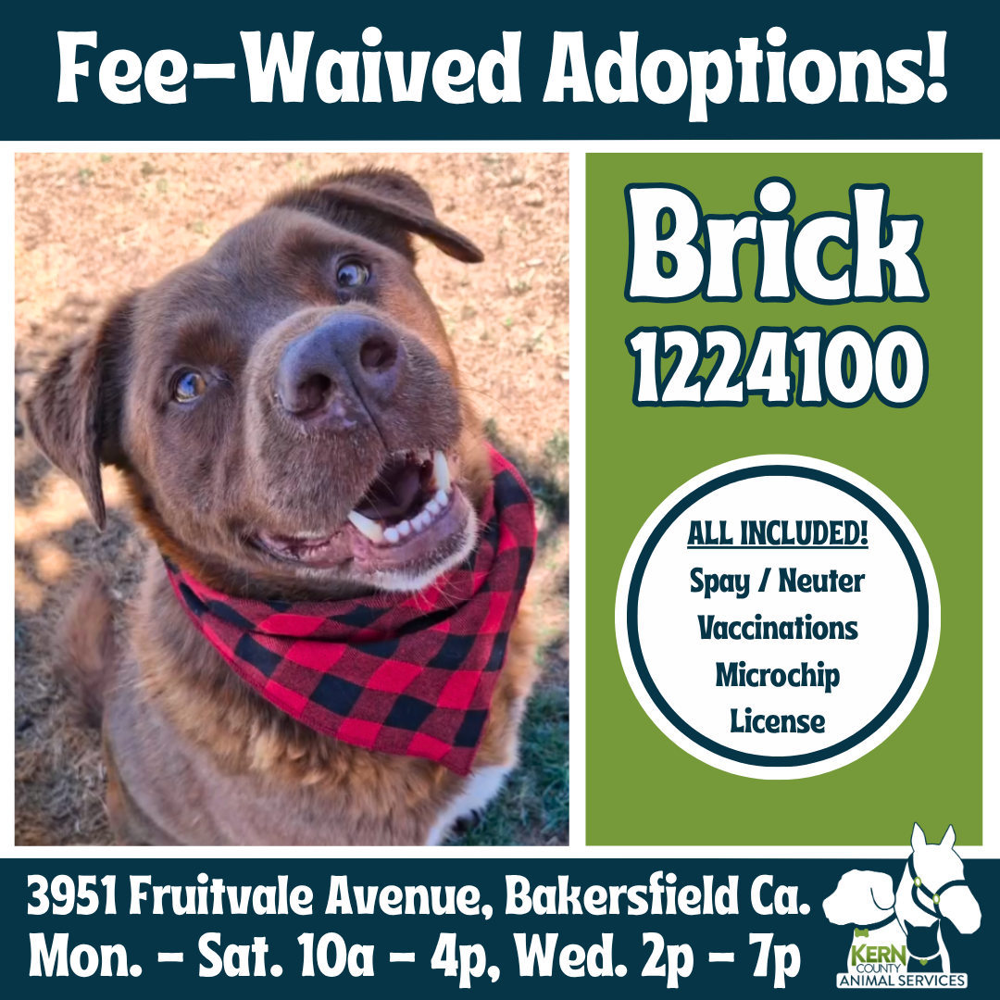 Fee-Waived Adoptions!
Brick
1224100
ALL INCLUDED!
Spay / Neuter
Vaccinations
Microchip
License
3951 Fruitvale Avenue, Bakersfield Ca.
Mon. - Sat. 10a - 4p, Wed. 2p - 7p
KERN
COUNTY
ANIMAL SERVICES